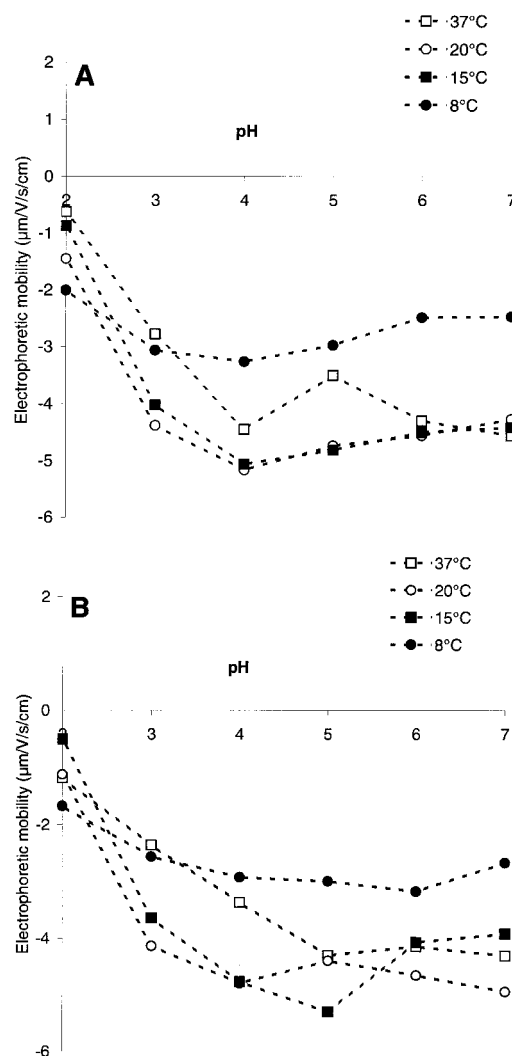 37°C
20°C
15°C
8°C
A
pH
2
1
0
-1
-2
-3
-4
-5
-6
2 3 4 5 6 7
Electrophoretic mobility (µm/V/s/cm)
37°C
20°C
15°C
8°C
B
pH
2
0
-2
-4
-6
3 4 5 6 7
Electrophoretic mobility (µm/V/s/cm)